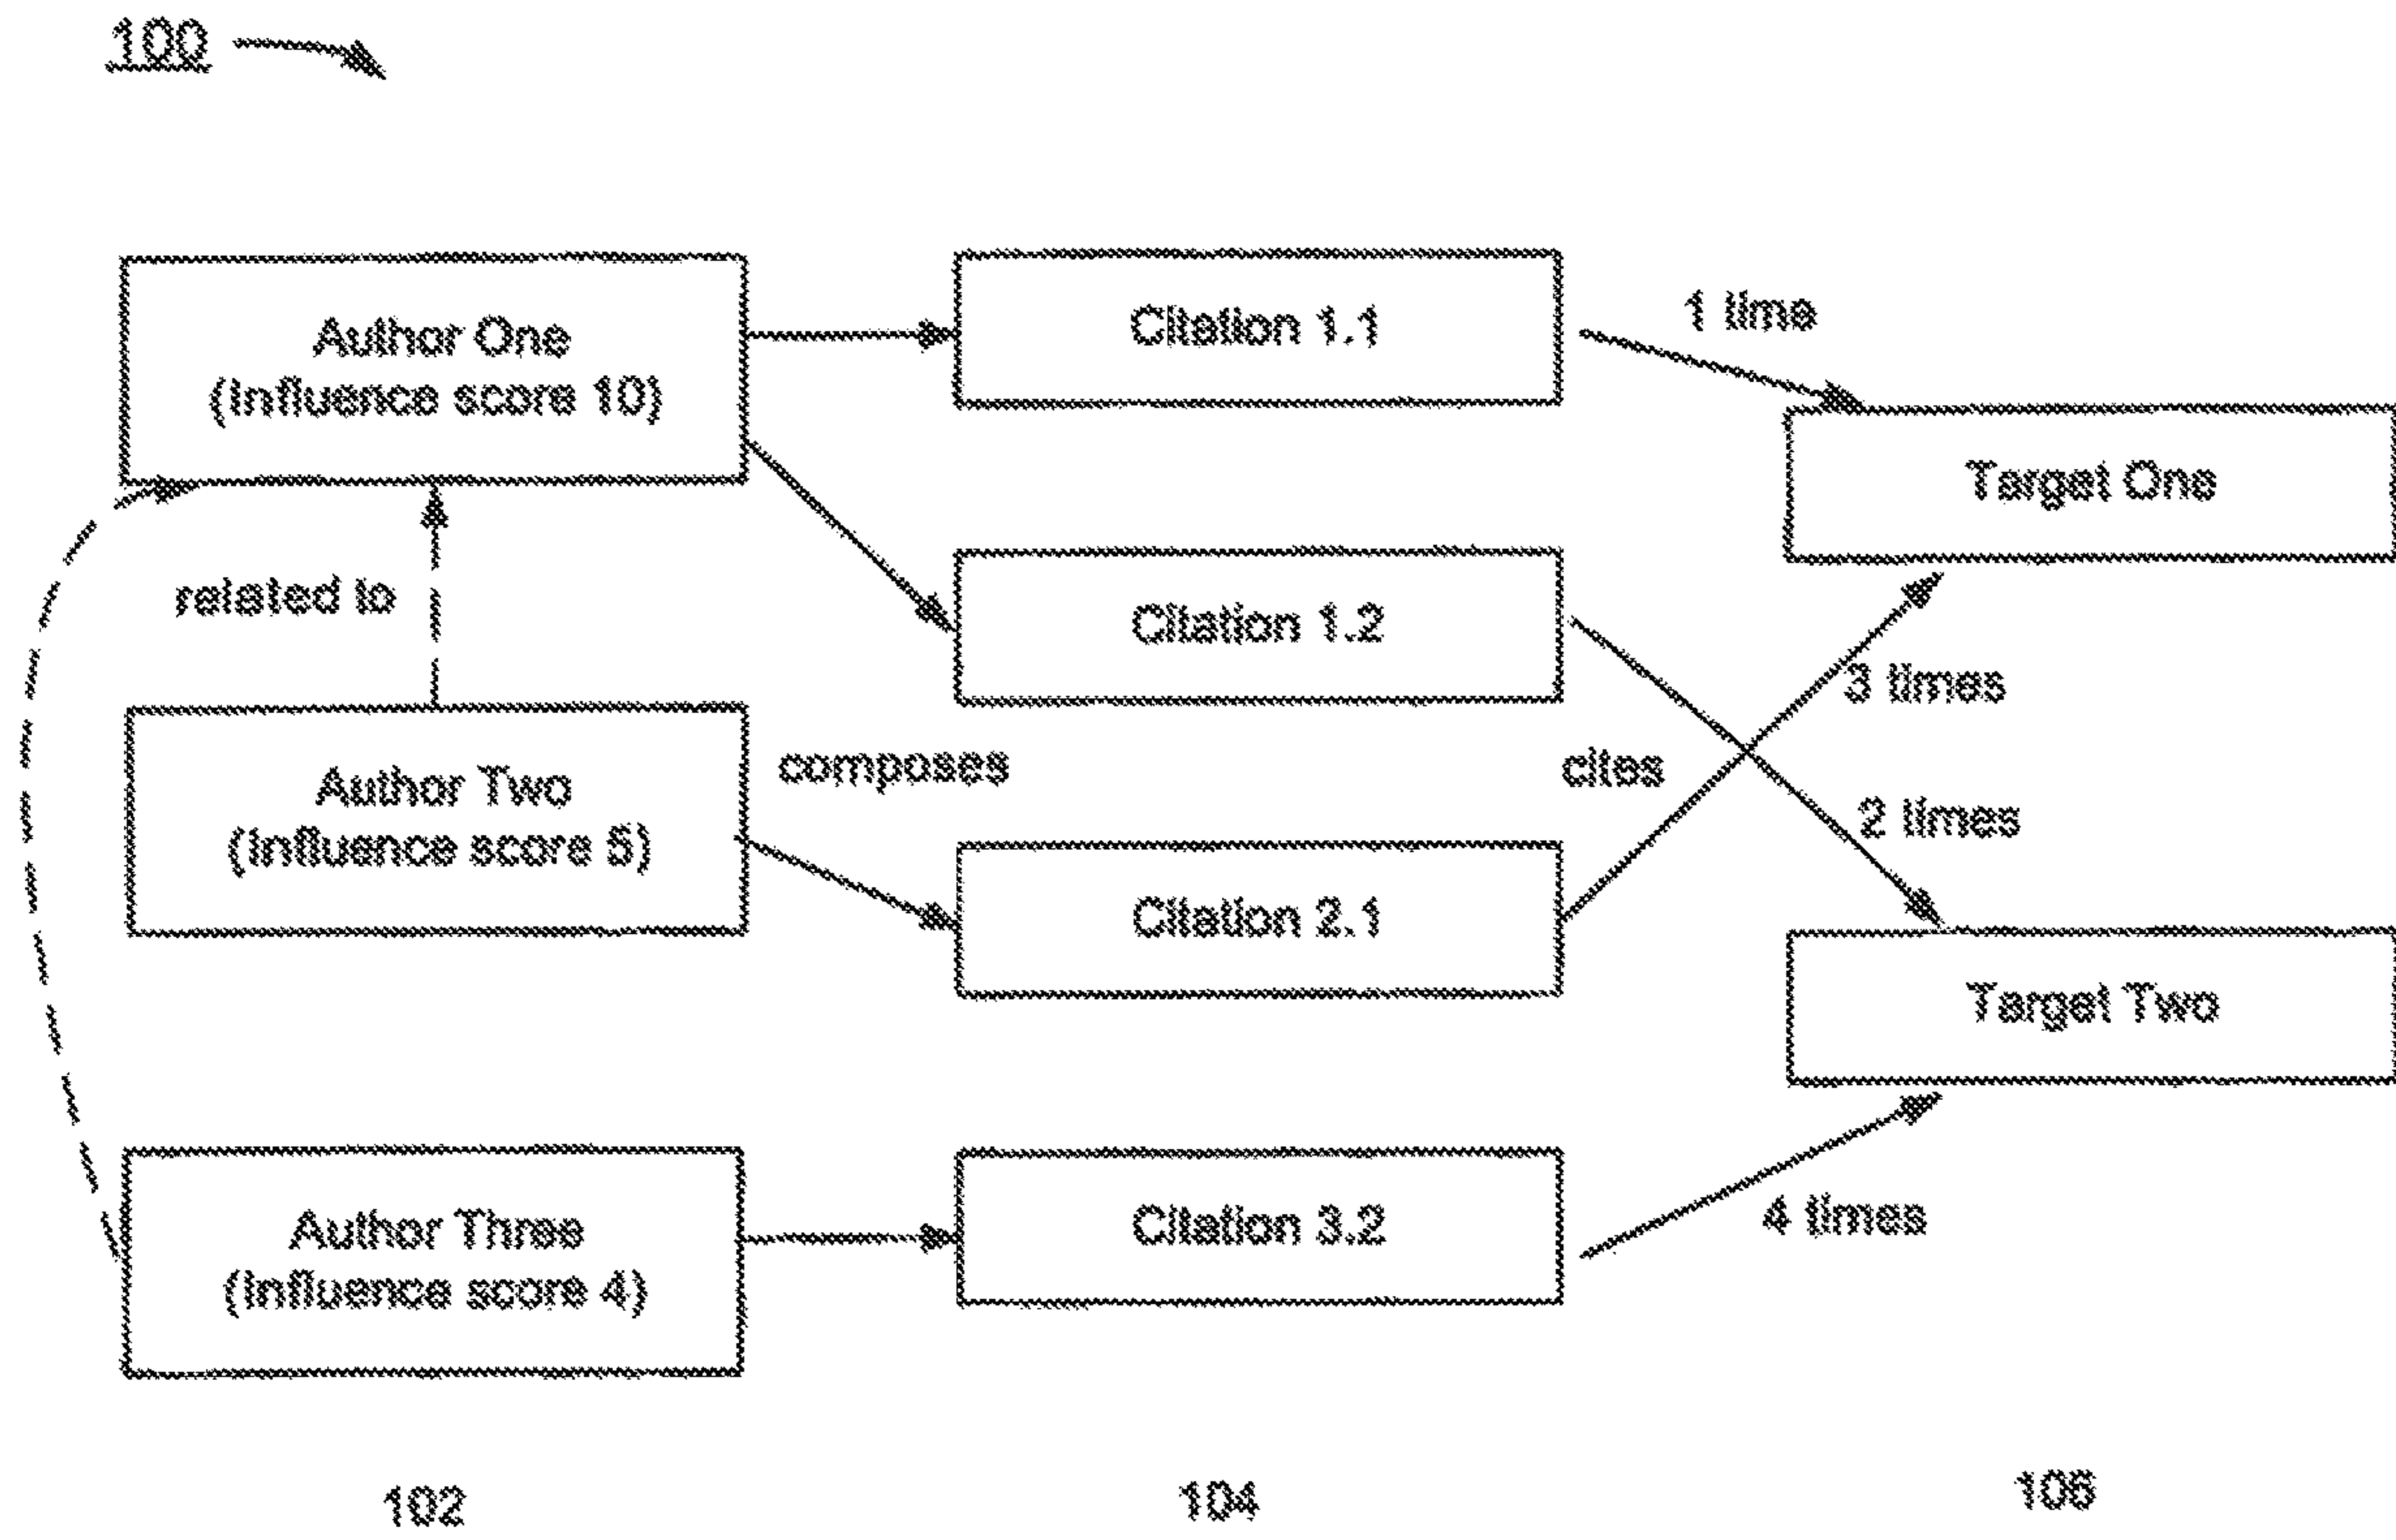 100
Author One
(Influence score 10)
Citation 1.1
1 time
Target One
related to
Citation 1.2
3 times
Author Two
(Influence score 5)
composes
cites
2 times
Citation 2.1
Target Two
Author Three
(Influence score 4)
Citation 3.2
4 times
102
104
106